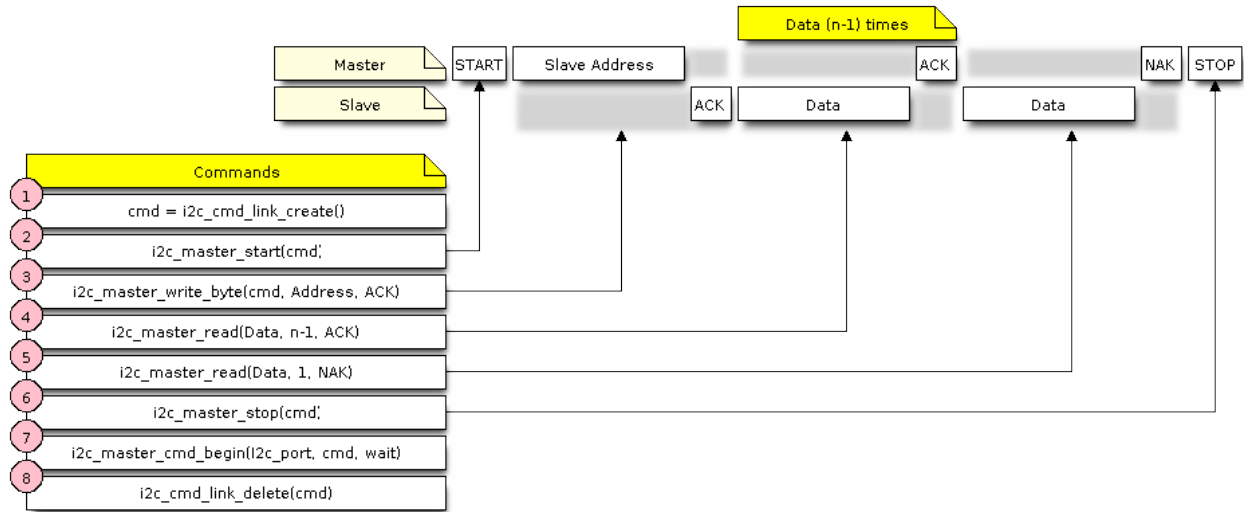 Data (n-1) times
Master START Slave Address ACK NAK STOP
Slave ACK Data Data
Commands
1
cmd = i2c_cmd_link_create()
2
i2c_master_start(cmd;
3
i2c_master_write_byte(cmd, Address, ACK)
4
i2c_master_read(Data, n-1, ACK)
5
i2c_master_read(Data, 1, NAK)
6
i2c_master_stop(cmd;
7
i2c_master_cmd_begin(I2c_port, cmd, wait)
8
i2c_cmd_link_delete(cmd)